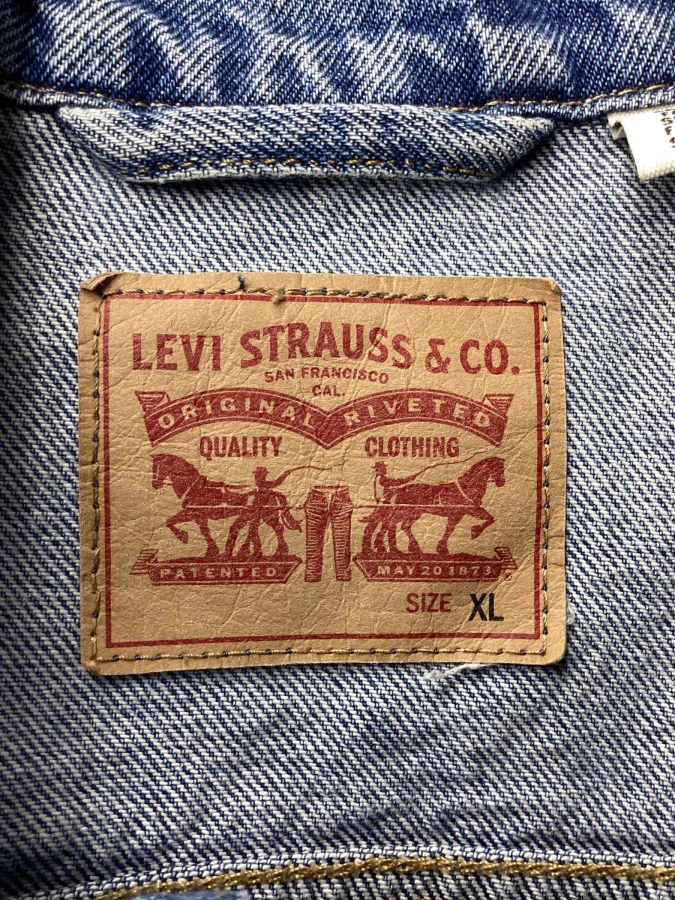 LEVI STRAUSS & CO.
SAN FRANCISCO
CAL.
ORIGINAL RIVETED
QUALITY CLOTHING
PATENTED MAY 20 1873
®
SIZE XL